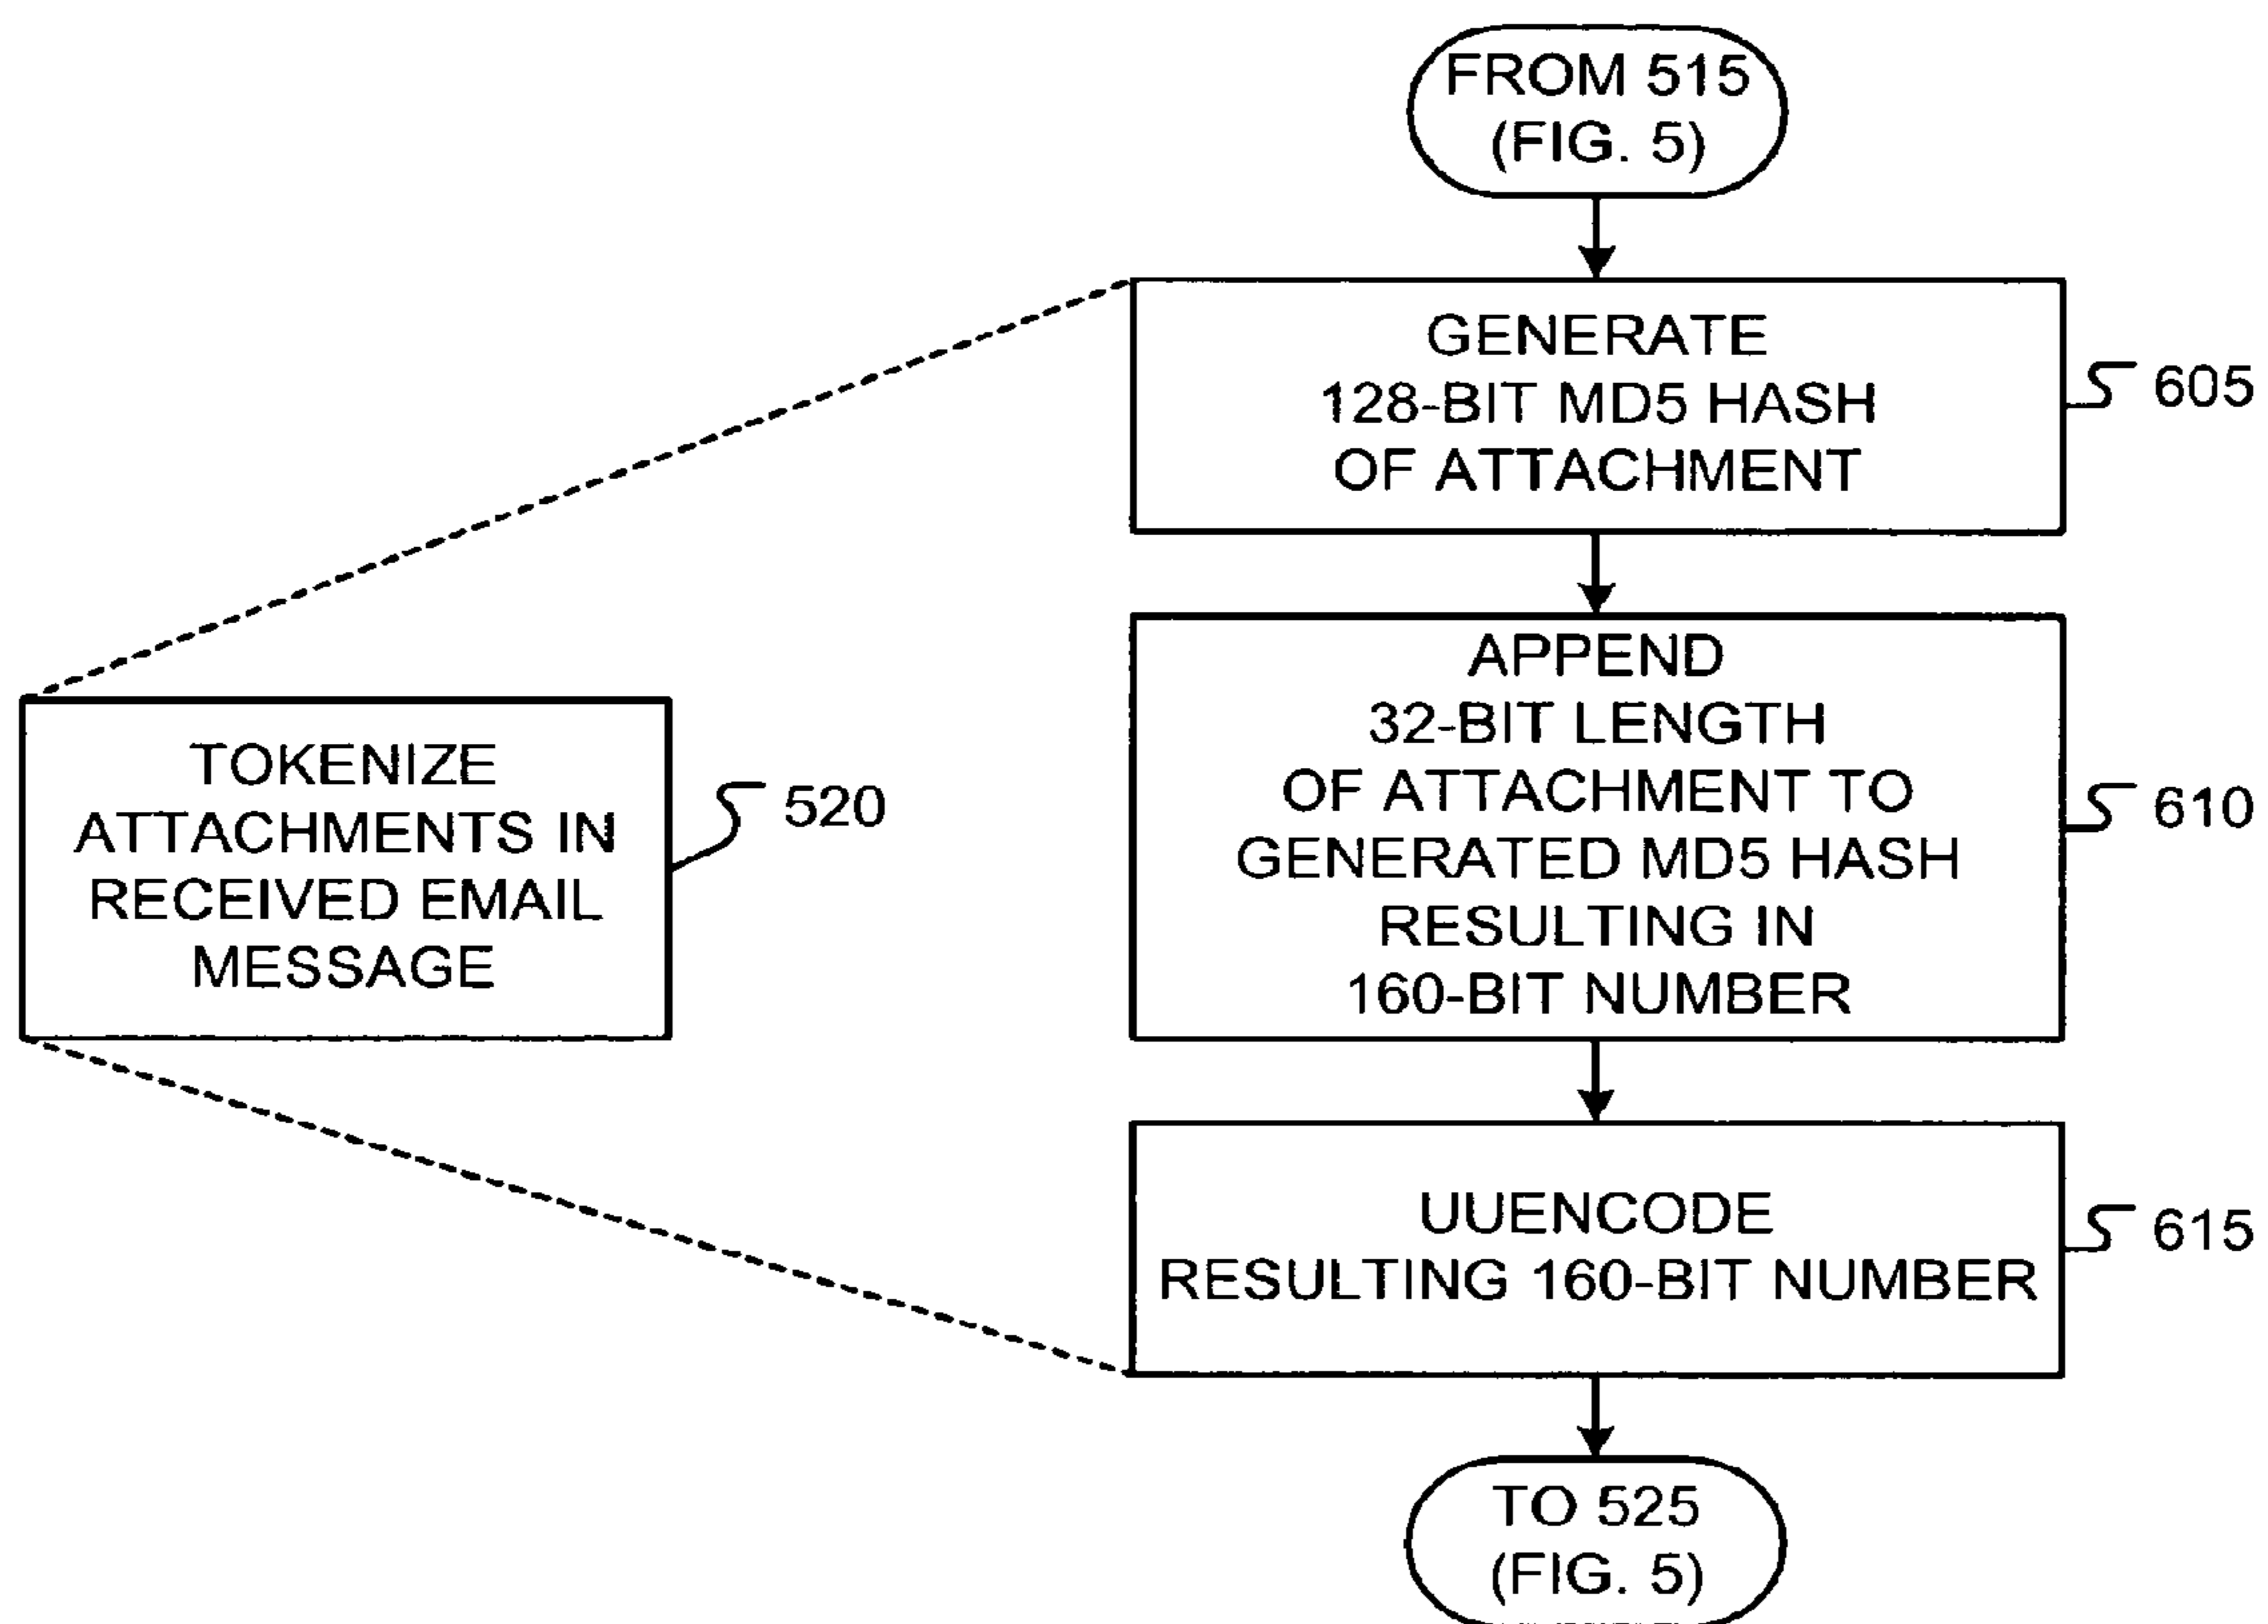 FROM 515
(FIG. 5)
GENERATE
128-BIT MD5 HASH
OF ATTACHMENT
605
APPEND
32-BIT LENGTH
OF ATTACHMENT TO
GENERATED MD5 HASH
RESULTING IN
160-BIT NUMBER
610
TOKENIZE
ATTACHMENTS IN
RECEIVED EMAIL
MESSAGE
520
UUENCODE
RESULTING 160-BIT NUMBER
615
TO 525
(FIG. 5)